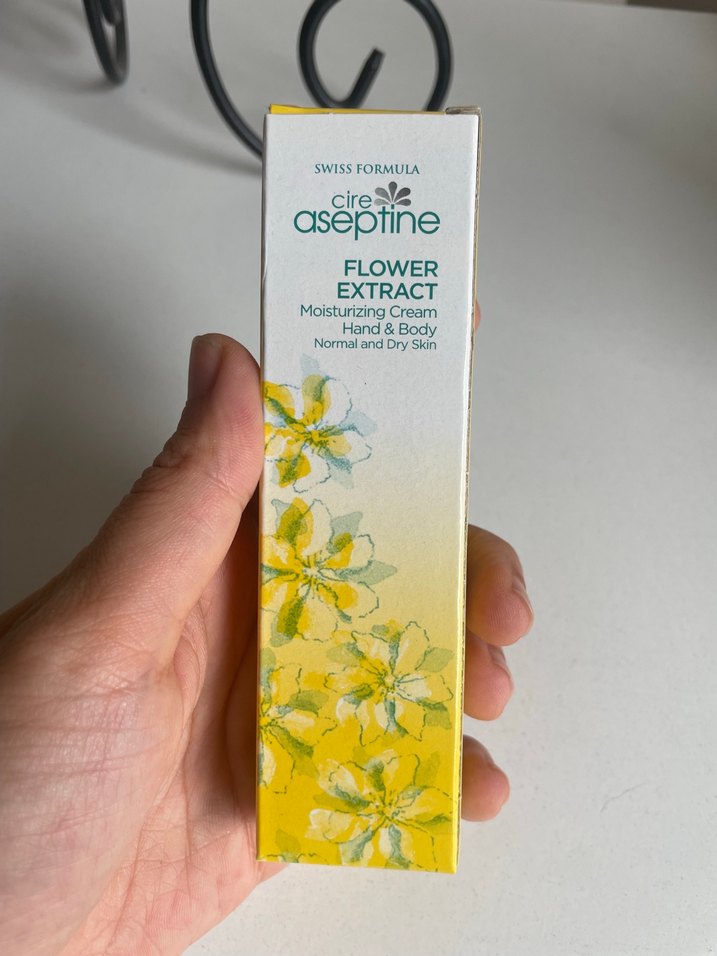 SWISS FORMULA
cire
aseptine
FLOWER
EXTRACT
Moisturizing Cream
Hand & Body
Normal and Dry Skin